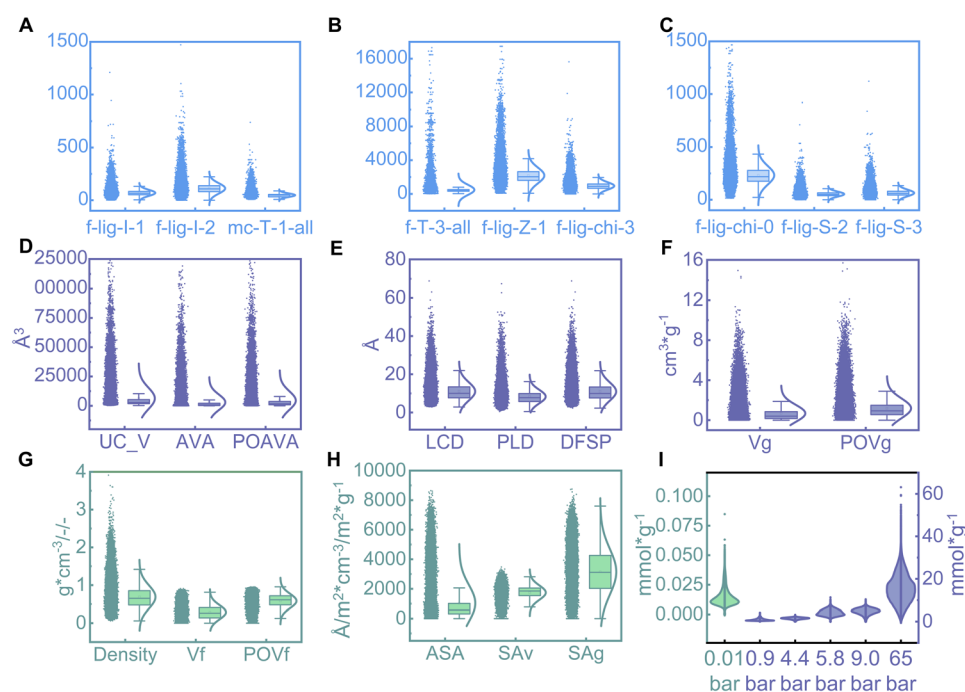 A
1500
1000
500
0
f-lig-I-1 f-lig-I-2 mc-T-1-all
B
16000
12000
8000
4000
0
f-T-3-all f-lig-Z-1 f-lig-chi-3
C
1500
1000
500
0
f-lig-chi-0 f-lig-S-2 f-lig-S-3
D
25000
00000
75000
50000
25000
0
Å³
UC_V AVA POAVA
E
80
60
40
20
0
Å
LCD PLD DFSP
F
16
12
8
4
0
cm³*g⁻¹
Vg POVg
G
4
3
2
1
0
g*cm⁻³/-/-
Density Vf POVf
H
10000
8000
6000
4000
2000
0
Å/m²*cm⁻³/m²*g⁻¹
ASA SAv SAg
I
0.100
0.075
0.050
0.025
0.000
mmol*g⁻¹
60
40
20
0
mmol*g⁻¹
0.01 0.9 4.4 5.8 9.0 65
bar bar bar bar bar bar